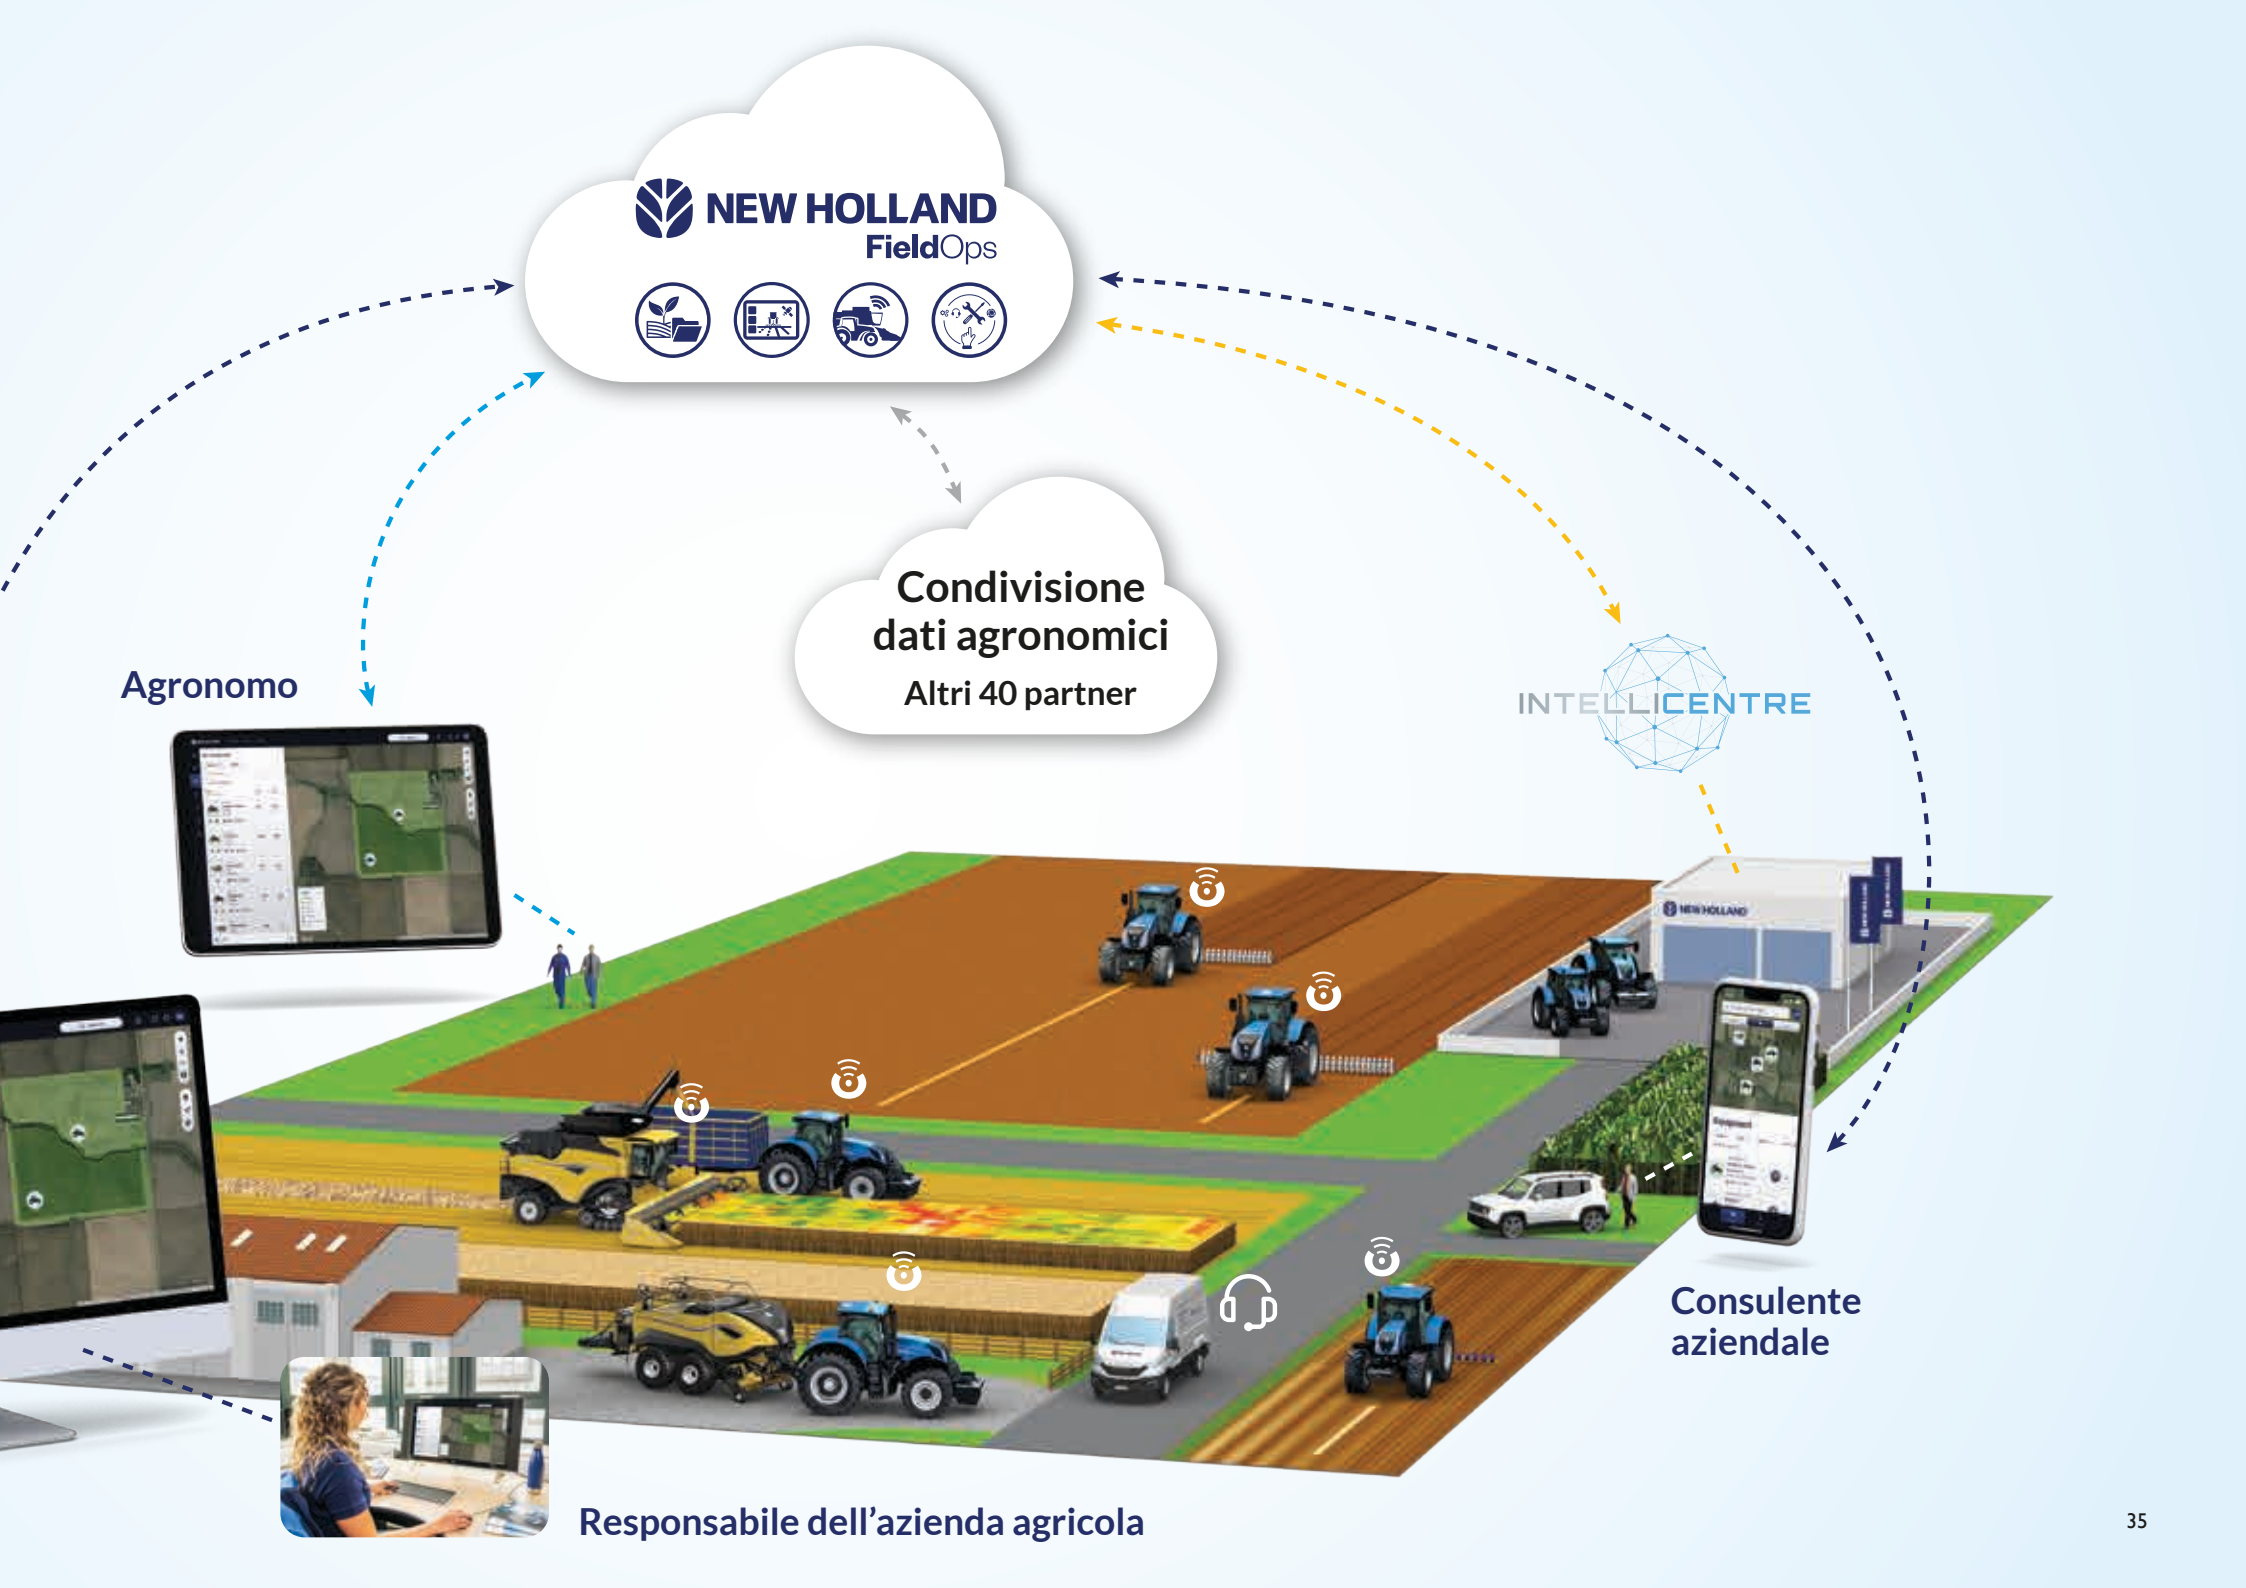 NEW HOLLAND
FieldOps
Condivisione
dati agronomici
Altri 40 partner
Agronomo
INTELLICENTRE
NEW HOLLAND
Consulente
aziendale
Responsabile dell’azienda agricola
35